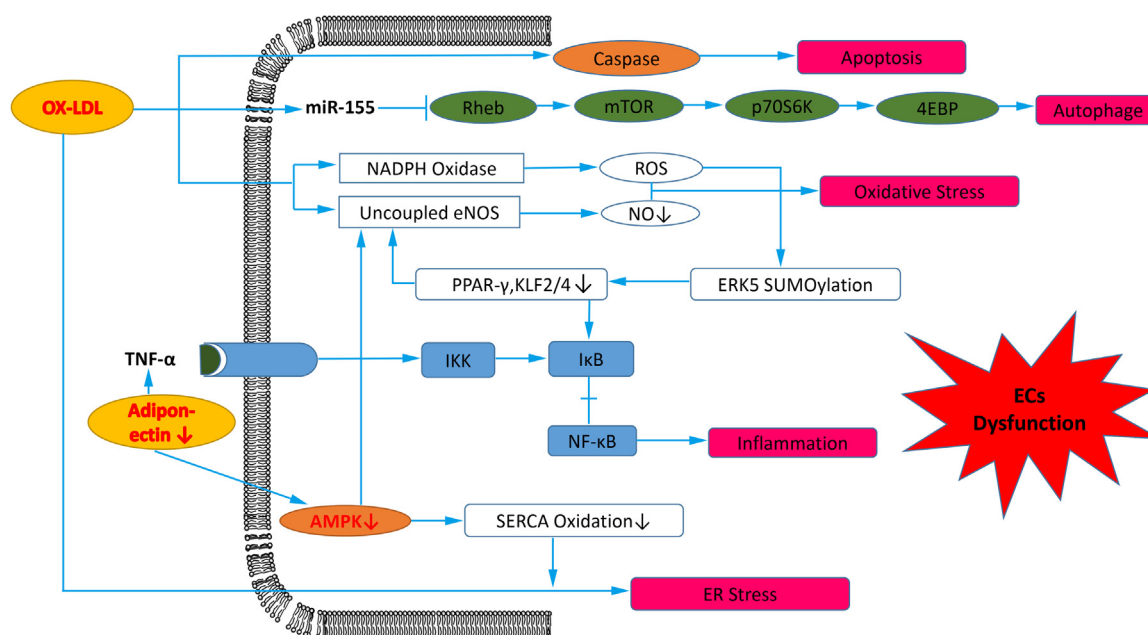 Caspase
Apoptosis
OX-LDL
miR-155
Rheb
mTOR
p70S6K
4EBP
Autophage
NADPH Oxidase
ROS
Oxidative Stress
Uncoupled eNOS
NO↓
PPAR-γ,KLF2/4 ↓
ERK5 SUMOylation
TNF-α
IKK
IκB
ECs
Dysfunction
Adipon-
ectin ↓
NF-κB
Inflammation
AMPK↓
SERCA Oxidation↓
ER Stress